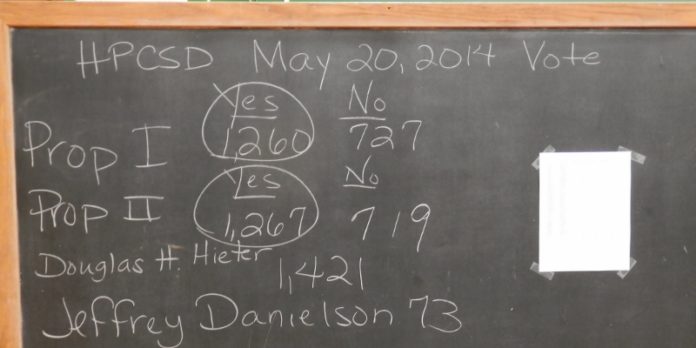 HPCSD May 20, 2014 Vote
Yes No
Prop I 1,260 727
Yes No
Prop II 1,267 719
Douglas H. Hieter 1,421
Jeffrey Danielson 73